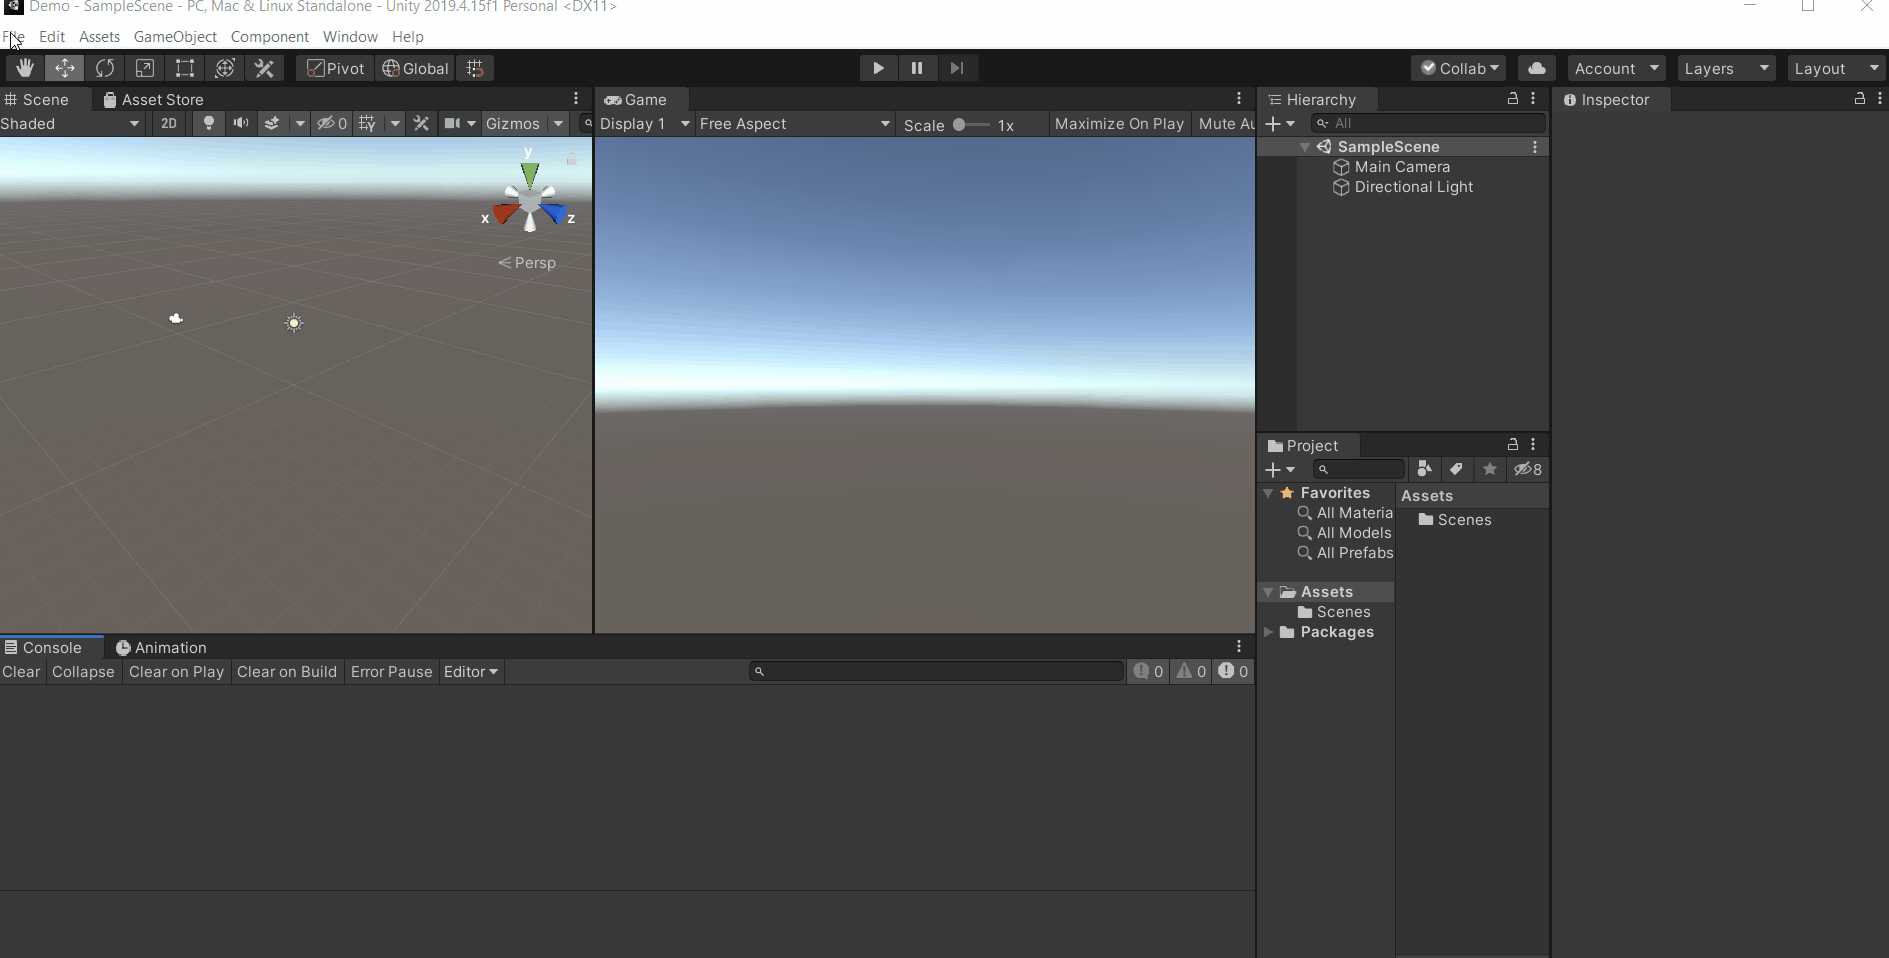 Demo - SampleScene - PC, Mac & Linux Standalone - Unity 2019.4.15f1 Personal <DX11>
File Edit Assets GameObject Component Window Help
Pivot Global Collab Account Layers Layout
Scene Asset Store Game Hierarchy Inspector
Shaded 2D 0 Gizmos Display 1 Free Aspect Scale 1x Maximize On Play Mute Au All
SampleScene
Main Camera
Directional Light
y
x z
Persp
Project
8
Favorites Assets
All Materia Scenes
All Models
All Prefabs
Assets
Scenes
Packages
Console Animation
Clear Collapse Clear on Play Clear on Build Error Pause Editor 0 0 0